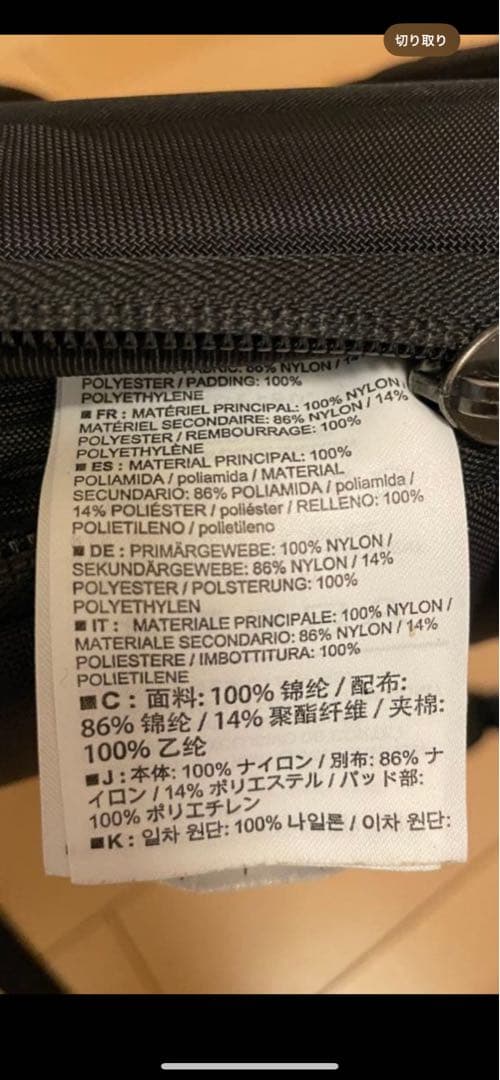 切り取り
86% NYLON /
POLYESTER / PADDING: 100%
POLYETHYLENE
FR : MATÉRIEL PRINCIPAL: 100% NYLON
MATÉRIEL SECONDAIRE: 86% NYLON / 14%
POLYESTER / REMBOURRAGE: 100%
POLYETHYLÈNE
ES : MATERIAL PRINCIPAL: 100%
POLIAMIDA / poliamida / MATERIAL
SECUNDARIO: 86% POLIAMIDA / poliamida /
14% POLIÉSTER / poliéster / RELLENO: 100%
POLIETILENO / polietileno
DE : PRIMÄRGEWEBE: 100% NYLON /
SEKUNDÄRGEWEBE: 86% NYLON / 14%
POLYESTER / POLSTERUNG: 100%
POLYETHYLEN
IT : MATERIALE PRINCIPALE: 100% NYLON /
MATERIALE SECONDARIO: 86% NYLON / 14%
POLIESTERE / IMBOTTITURA: 100%
POLIETILENE
C : 面料: 100% 锦纶 / 配布:
86% 锦纶 / 14% 聚酯纤维 / 夹棉:
100% 乙纶
J : 本体: 100% ナイロン / 別布: 86% ナ
イロン / 14% ポリエステル / パッド部:
100% ポリエチレン
K : 일차 원단: 100% 나일론 / 이차 원단: